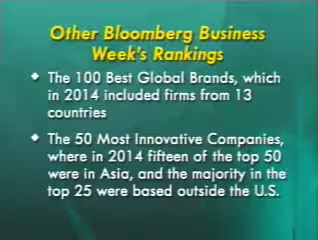 Other Bloomberg Business
Week's Rankings
◆ The 100 Best Global Brands, which
in 2014 included firms from 13
countries
◆ The 50 Most Innovative Companies,
where in 2014 fifteen of the top 50
were in Asia, and the majority in the
top 25 were based outside the U.S.